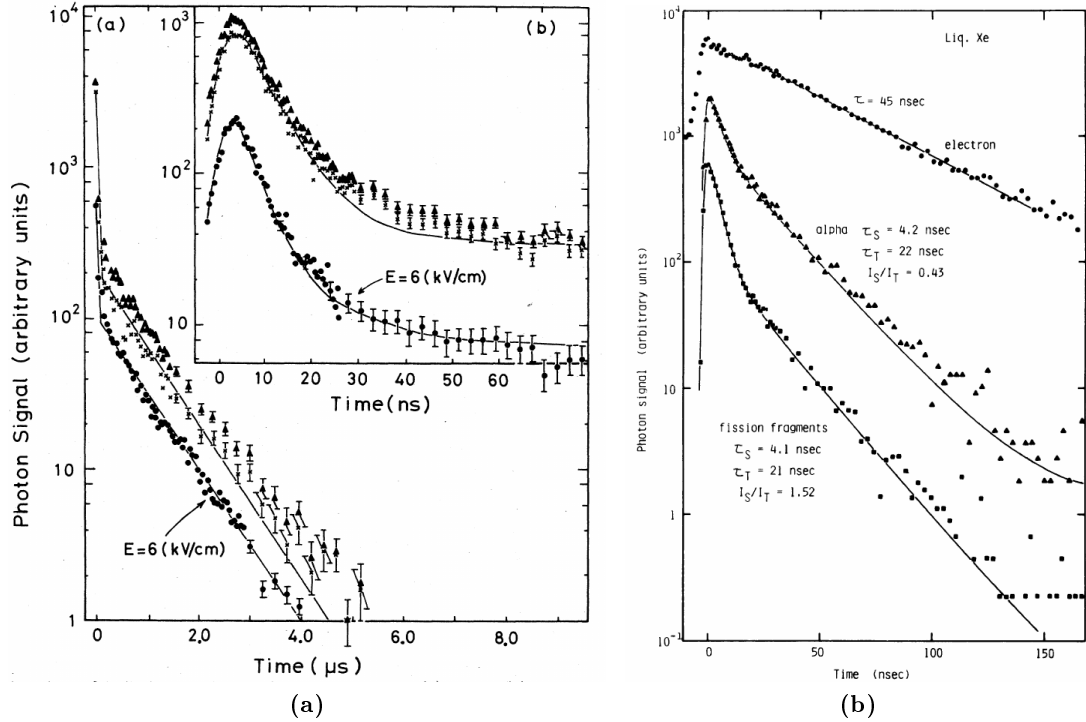 (a)
(b)
10^4
10^3
10^2
10
1
Photon Signal (arbitrary units)
0
2.0
4.0
6.0
8.0
Time (μs)
E=6 (kV/cm)
10^3
10^2
10
0
10
20
30
40
50
60
Time (ns)
E=6 (kV/cm)
(a)
Liq. Xe
10^4
10^3
10^2
10
1
10^-1
Photon signal (arbitrary units)
τ = 45 nsec
electron
alpha
τS = 4.2 nsec
τT = 22 nsec
IS/IT = 0.43
fission fragments
τS = 4.1 nsec
τT = 21 nsec
IS/IT = 1.52
0
50
100
150
Time (nsec)
(b)